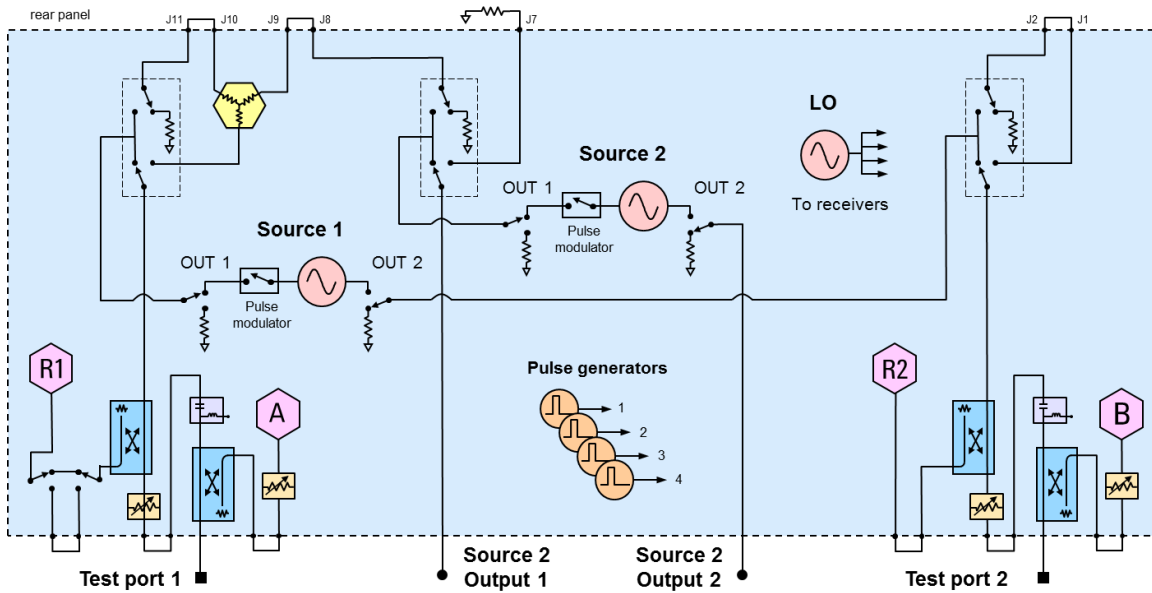 rear panel
J11
J10
J9
J8
J7
J2
J1
LO
To receivers
Source 2
OUT 1
OUT 2
Pulse
modulator
Source 1
OUT 1
OUT 2
Pulse
modulator
R1
A
Pulse generators
1
2
3
4
R2
B
Test port 1
Source 2
Output 1
Source 2
Output 2
Test port 2